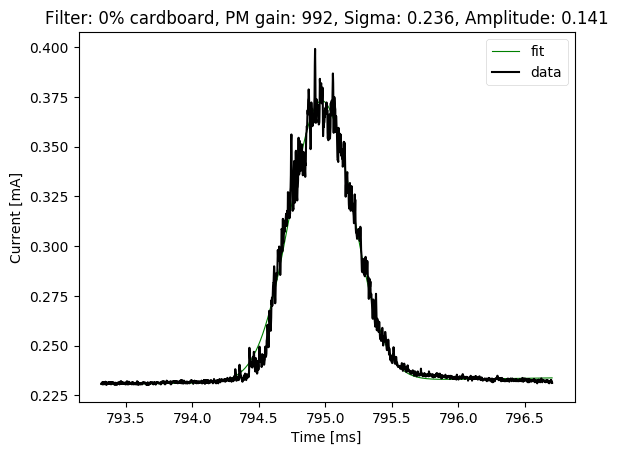 Filter: 0% cardboard, PM gain: 992, Sigma: 0.236, Amplitude: 0.141
fit
data
0.400
0.375
0.350
0.325
0.300
0.275
0.250
0.225
Current [mA]
793.5 794.0 794.5 795.0 795.5 796.0 796.5
Time [ms]